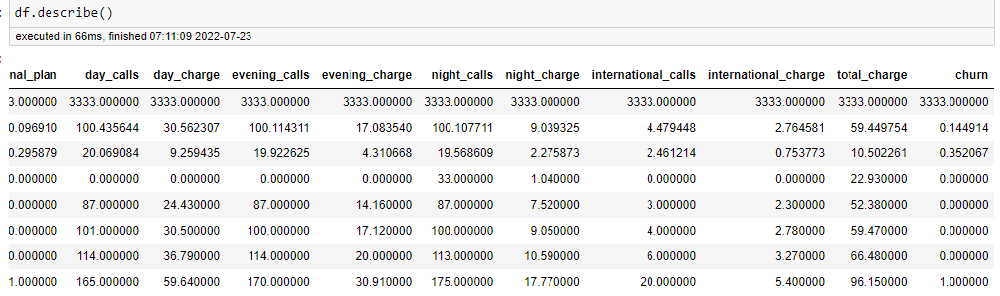 df.describe()
executed in 66ms, finished 07:11:09 2022-07-23
nal_plan day_calls day_charge evening_calls evening_charge night_calls night_charge international_calls international_charge total_charge churn
3.000000 3333.000000 3333.000000 3333.000000 3333.000000 3333.000000 3333.000000 3333.000000 3333.000000 3333.000000 3333.000000
0.096910 100.435644 30.562307 100.114311 17.083540 100.107711 9.039325 4.479448 2.764581 59.449754 0.144914
0.295879 20.069084 9.259435 19.922625 4.310668 19.568609 2.275873 2.461214 0.753773 10.502261 0.352067
0.000000 0.000000 0.000000 0.000000 0.000000 33.000000 1.040000 0.000000 0.000000 22.930000 0.000000
0.000000 87.000000 24.430000 87.000000 14.160000 87.000000 7.520000 3.000000 2.300000 52.380000 0.000000
0.000000 101.000000 30.500000 100.000000 17.120000 100.000000 9.050000 4.000000 2.780000 59.470000 0.000000
0.000000 114.000000 36.790000 114.000000 20.000000 113.000000 10.590000 6.000000 3.270000 66.480000 0.000000
1.000000 165.000000 59.640000 170.000000 30.910000 175.000000 17.770000 20.000000 5.400000 96.150000 1.000000